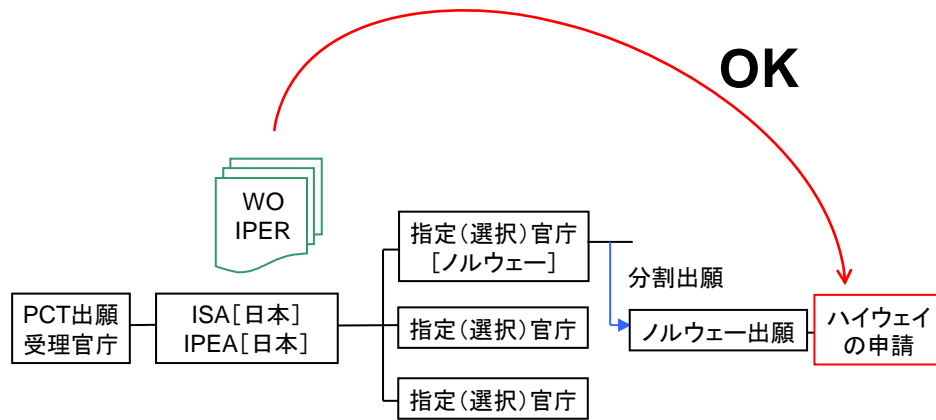 OK
WO
IPER
指定(選択)官庁
[ノルウェー]
分割出願
PCT出願
受理官庁
ISA[日本]
IPEA[日本]
指定(選択)官庁
ノルウェー出願
ハイウェイ
の申請
指定(選択)官庁